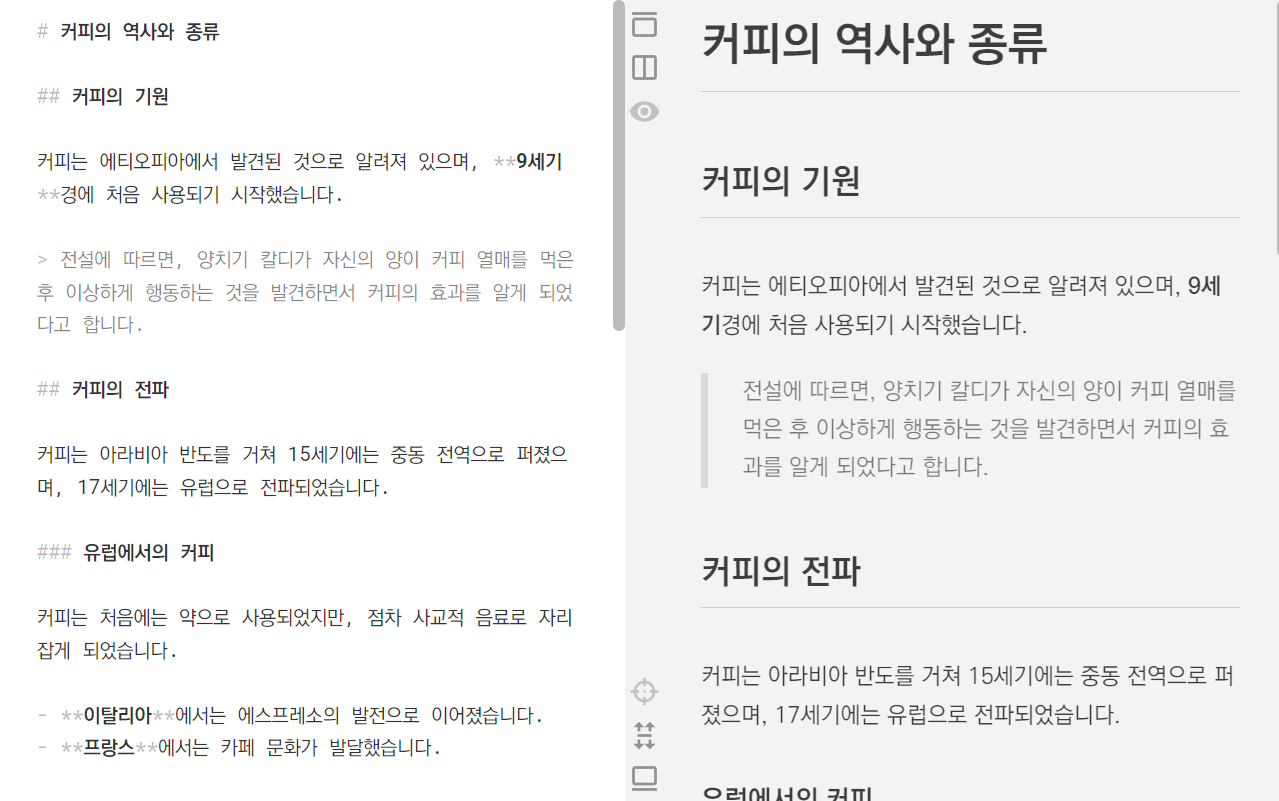 # 커피의 역사와 종류
## 커피의 기원
커피는 에티오피아에서 발견된 것으로 알려져 있으며, **9세기
**경에 처음 사용되기 시작했습니다.
> 전설에 따르면, 양치기 칼디가 자신의 양이 커피 열매를 먹은
후 이상하게 행동하는 것을 발견하면서 커피의 효과를 알게 되었
다고 합니다.
## 커피의 전파
커피는 아라비아 반도를 거쳐 15세기에는 중동 전역으로 퍼졌으
며, 17세기에는 유럽으로 전파되었습니다.
### 유럽에서의 커피
커피는 처음에는 약으로 사용되었지만, 점차 사교적 음료로 자리
잡게 되었습니다.
- **이탈리아**에서는 에스프레소의 발전으로 이어졌습니다.
- **프랑스**에서는 카페 문화가 발달했습니다.
커피의 역사와 종류
커피의 기원
커피는 에티오피아에서 발견된 것으로 알려져 있으며, 9세
기경에 처음 사용되기 시작했습니다.
전설에 따르면, 양치기 칼디가 자신의 양이 커피 열매를
먹은 후 이상하게 행동하는 것을 발견하면서 커피의 효
과를 알게 되었다고 합니다.
커피의 전파
커피는 아라비아 반도를 거쳐 15세기에는 중동 전역으로 퍼
졌으며, 17세기에는 유럽으로 전파되었습니다.
유럽에서의 커피